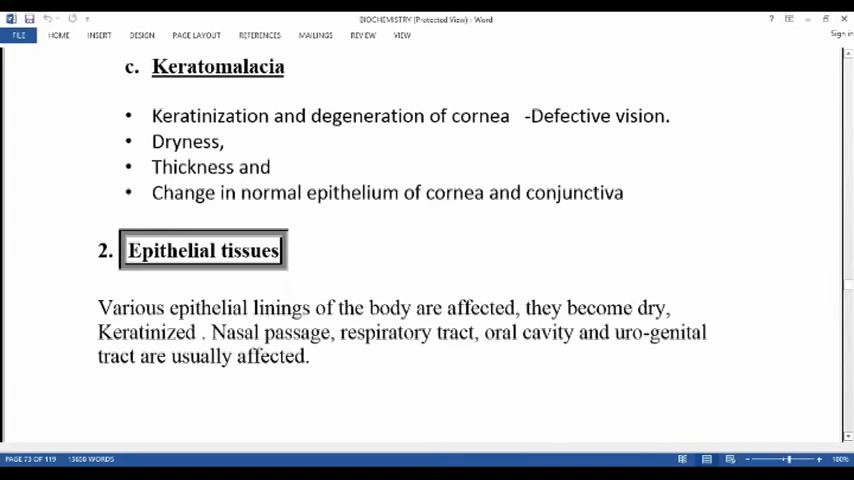 BIOCHEMISTRY (Protected View) - Word
Sign in
FILE HOME INSERT DESIGN PAGE LAYOUT REFERENCES MAILINGS REVIEW VIEW
c. Keratomalacia
• Keratinization and degeneration of cornea -Defective vision.
• Dryness,
• Thickness and
• Change in normal epithelium of cornea and conjunctiva
2. Epithelial tissues
Various epithelial linings of the body are affected, they become dry,
Keratinized . Nasal passage, respiratory tract, oral cavity and uro-genital
tract are usually affected.
PAGE 73 OF 119 13650 WORDS 180%